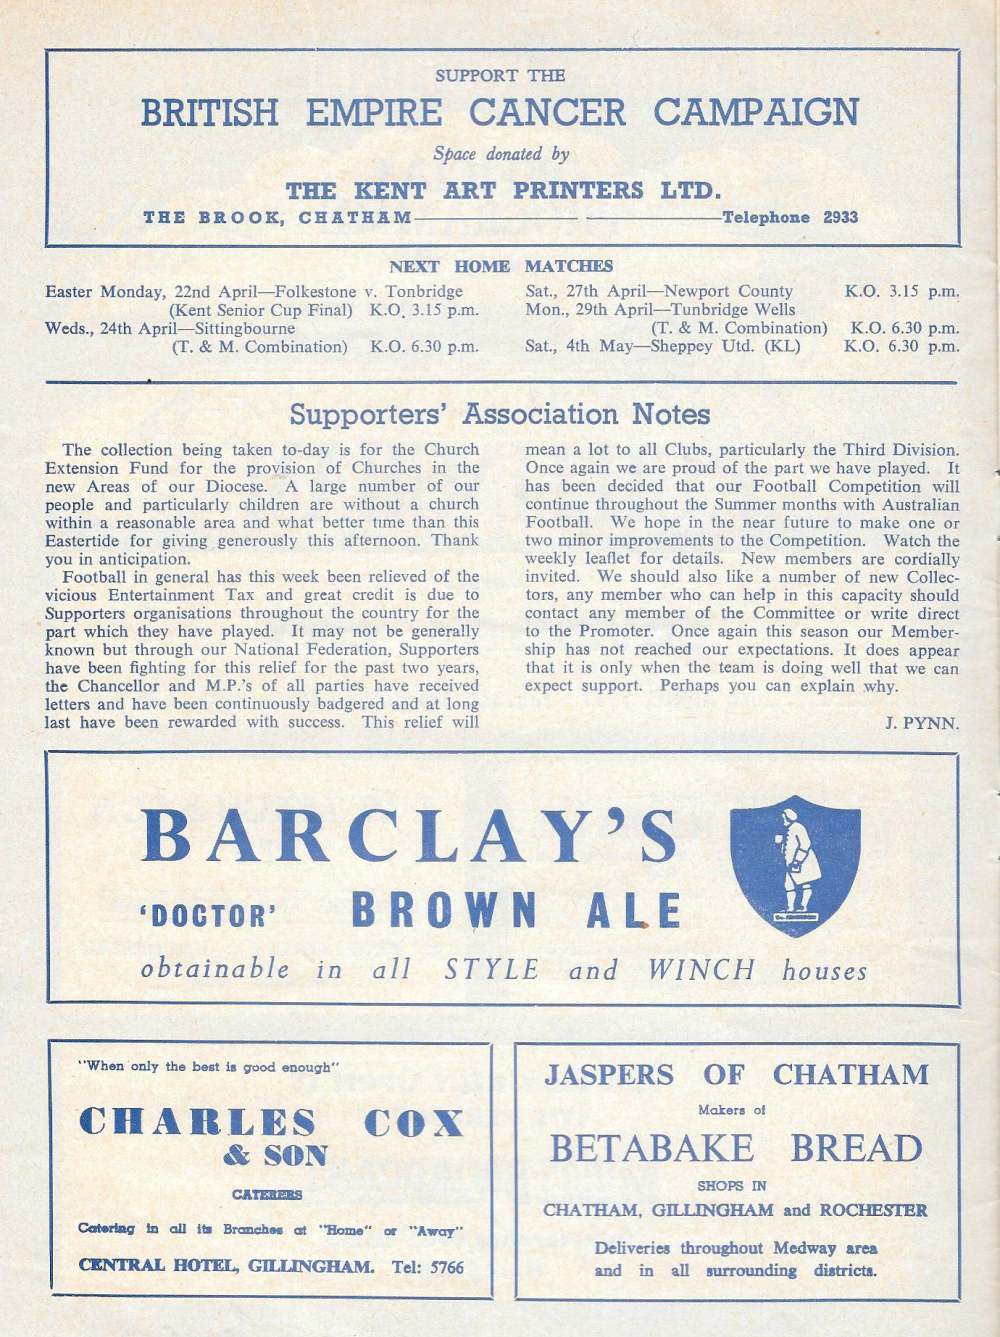 SUPPORT THE
BRITISH EMPIRE CANCER CAMPAIGN
Space donated by
THE KENT ART PRINTERS LTD.
THE BROOK, CHATHAM——— ———Telephone 2933
NEXT HOME MATCHES
Easter Monday, 22nd April—Folkestone v. Tonbridge
(Kent Senior Cup Final) K.O. 3.15 p.m.
Weds., 24th April—Sittingbourne
(T. & M. Combination) K.O. 6.30 p.m.
Sat., 27th April—Newport County K.O. 3.15 p.m.
Mon., 29th April—Tunbridge Wells
(T. & M. Combination) K.O. 6.30 p.m.
Sat., 4th May—Sheppey Utd. (KL) K.O. 6.30 p.m.
Supporters' Association Notes
The collection being taken to-day is for the Church
Extension Fund for the provision of Churches in the
new Areas of our Diocese. A large number of our
people and particularly children are without a church
within a reasonable area and what better time than this
Eastertide for giving generously this afternoon. Thank
you in anticipation.
Football in general has this week been relieved of the
vicious Entertainment Tax and great credit is due to
Supporters organisations throughout the country for the
part which they have played. It may not be generally
known but through our National Federation, Supporters
have been fighting for this relief for the past two years,
the Chancellor and M.P.'s of all parties have received
letters and have been continuously badgered and at long
last have been rewarded with success. This relief will
mean a lot to all Clubs, particularly the Third Division.
Once again we are proud of the part we have played. It
has been decided that our Football Competition will
continue throughout the Summer months with Australian
Football. We hope in the near future to make one or
two minor improvements to the Competition. Watch the
weekly leaflet for details. New members are cordially
invited. We should also like a number of new Collec-
tors, any member who can help in this capacity should
contact any member of the Committee or write direct
to the Promoter. Once again this season our Member-
ship has not reached our expectations. It does appear
that it is only when the team is doing well that we can
expect support. Perhaps you can explain why.
J. PYNN.
BARCLAY'S
'DOCTOR' BROWN ALE
Dr. JOHNSON
obtainable in all STYLE and WINCH houses
"When only the best is good enough"
CHARLES COX
& SON
CATERERS
Catering in all its Branches at "Home" or "Away"
CENTRAL HOTEL, GILLINGHAM. Tel: 5766
JASPERS OF CHATHAM
Makers of
BETABAKE BREAD
SHOPS IN
CHATHAM, GILLINGHAM and ROCHESTER
Deliveries throughout Medway area
and in all surrounding districts.